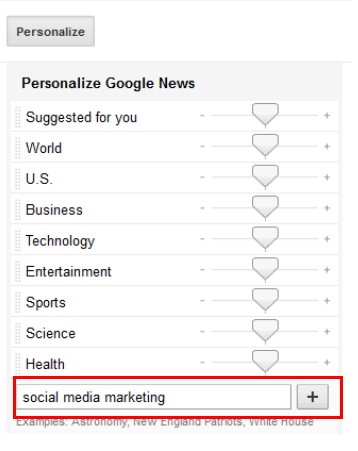 Personalize
Personalize Google News
Suggested for you - +
World - +
U.S. - +
Business - +
Technology - +
Entertainment - +
Sports - +
Science - +
Health - +
social media marketing +
Examples: Astronomy, New England Patriots, White House